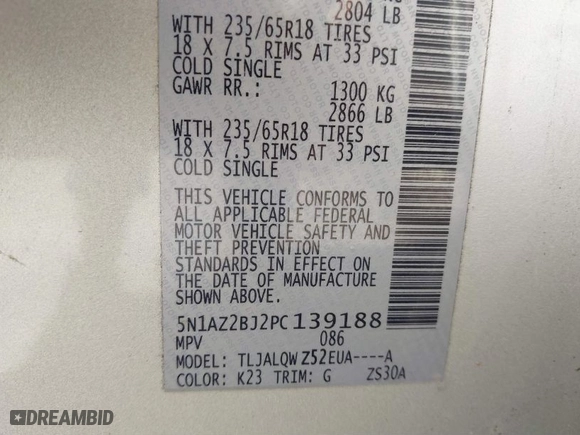 2804 LB
WITH 235/65R18 TIRES
18 X 7.5 RIMS AT 33 PSI
COLD SINGLE
GAWR RR.: 1300 KG
2866 LB
WITH 235/65R18 TIRES
18 X 7.5 RIMS AT 33 PSI
COLD SINGLE
THIS VEHICLE CONFORMS TO
ALL APPLICABLE FEDERAL
MOTOR VEHICLE SAFETY AND
THEFT PREVENTION
STANDARDS IN EFFECT ON
THE DATE OF MANUFACTURE
SHOWN ABOVE.
5N1AZ2BJ2PC139188
MPV 086
MODEL: TLJALQWZ52EUA----A
COLOR: K23 TRIM: G ZS30A
DREAMBID